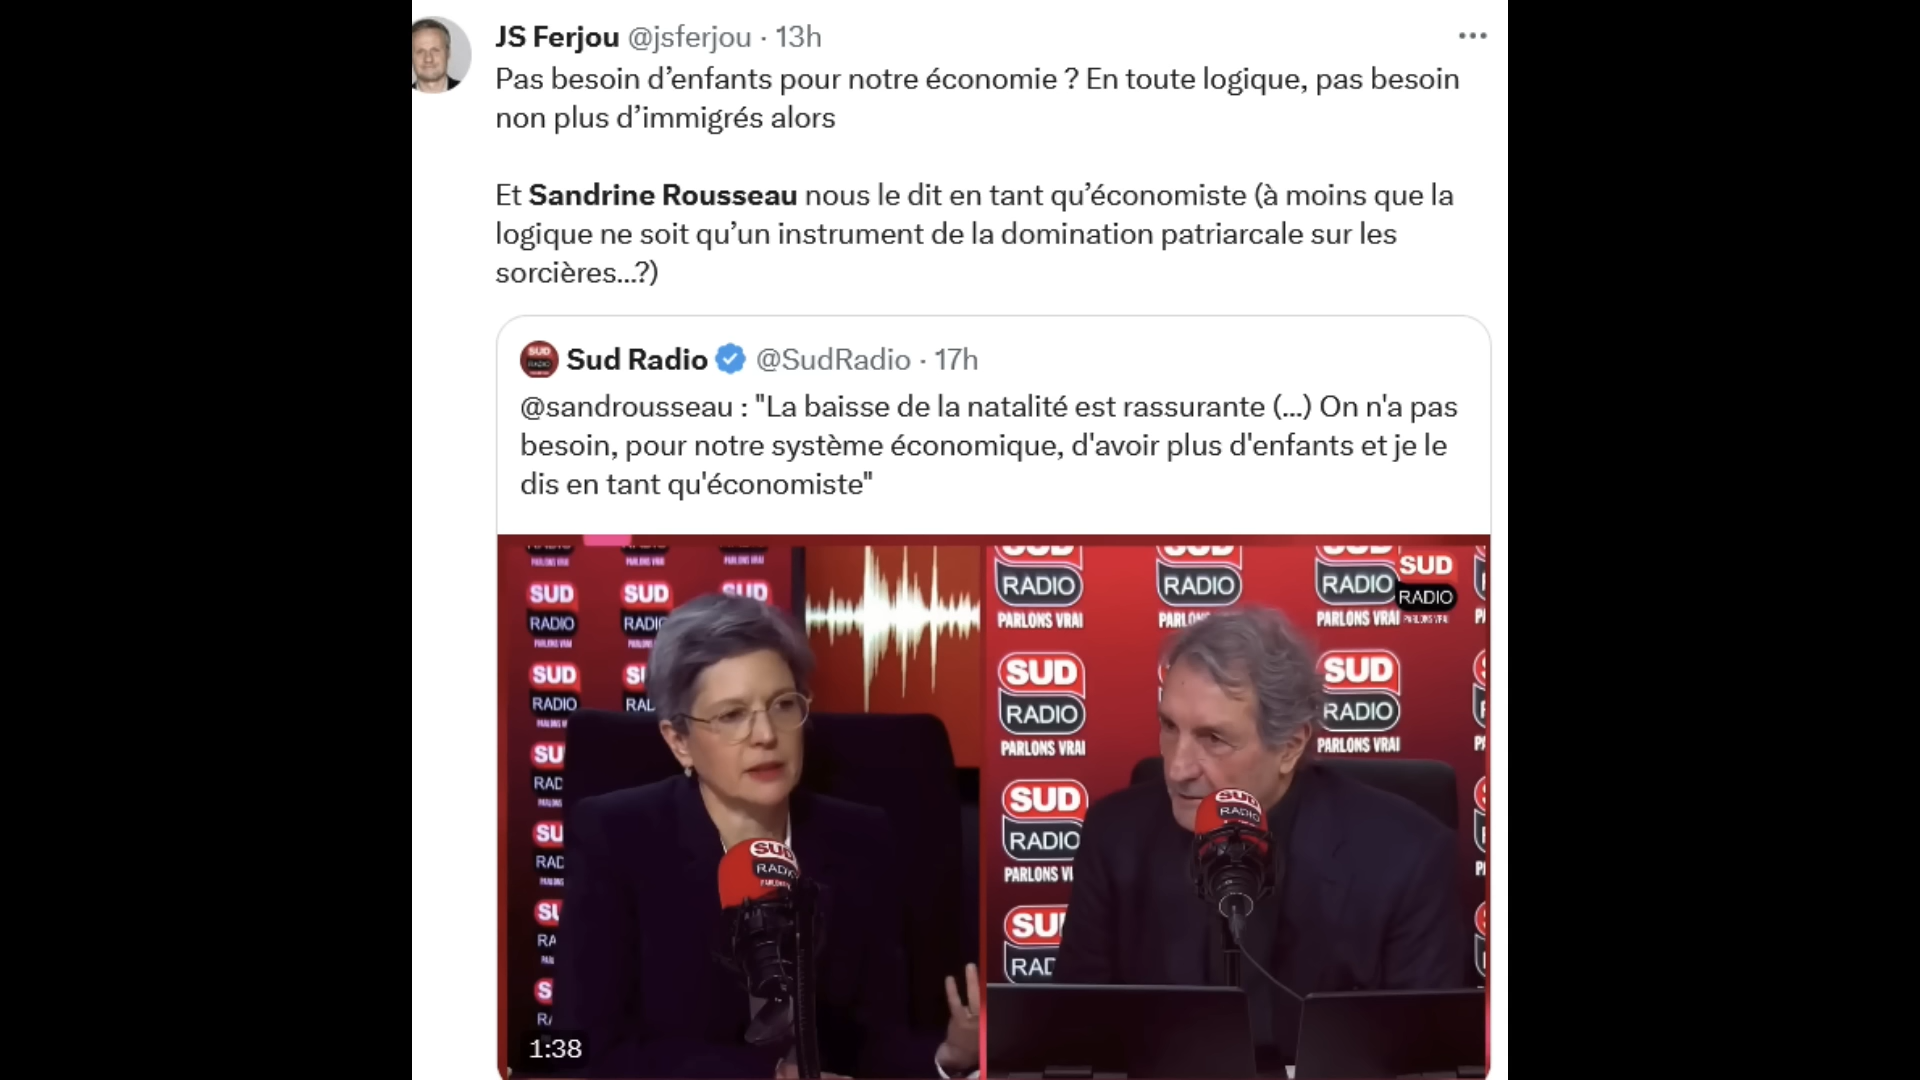 JS Ferjou @jsferjou · 13h
Pas besoin d’enfants pour notre économie ? En toute logique, pas besoin
non plus d’immigrés alors
Et Sandrine Rousseau nous le dit en tant qu’économiste (à moins que la
logique ne soit qu’un instrument de la domination patriarcale sur les
sorcières...?)
Sud Radio @SudRadio · 17h
@sandrousseau : "La baisse de la natalité est rassurante (...) On n'a pas
besoin, pour notre système économique, d'avoir plus d'enfants et je le
dis en tant qu'économiste"
SUD RADIO PARLONS VRAI
1:38